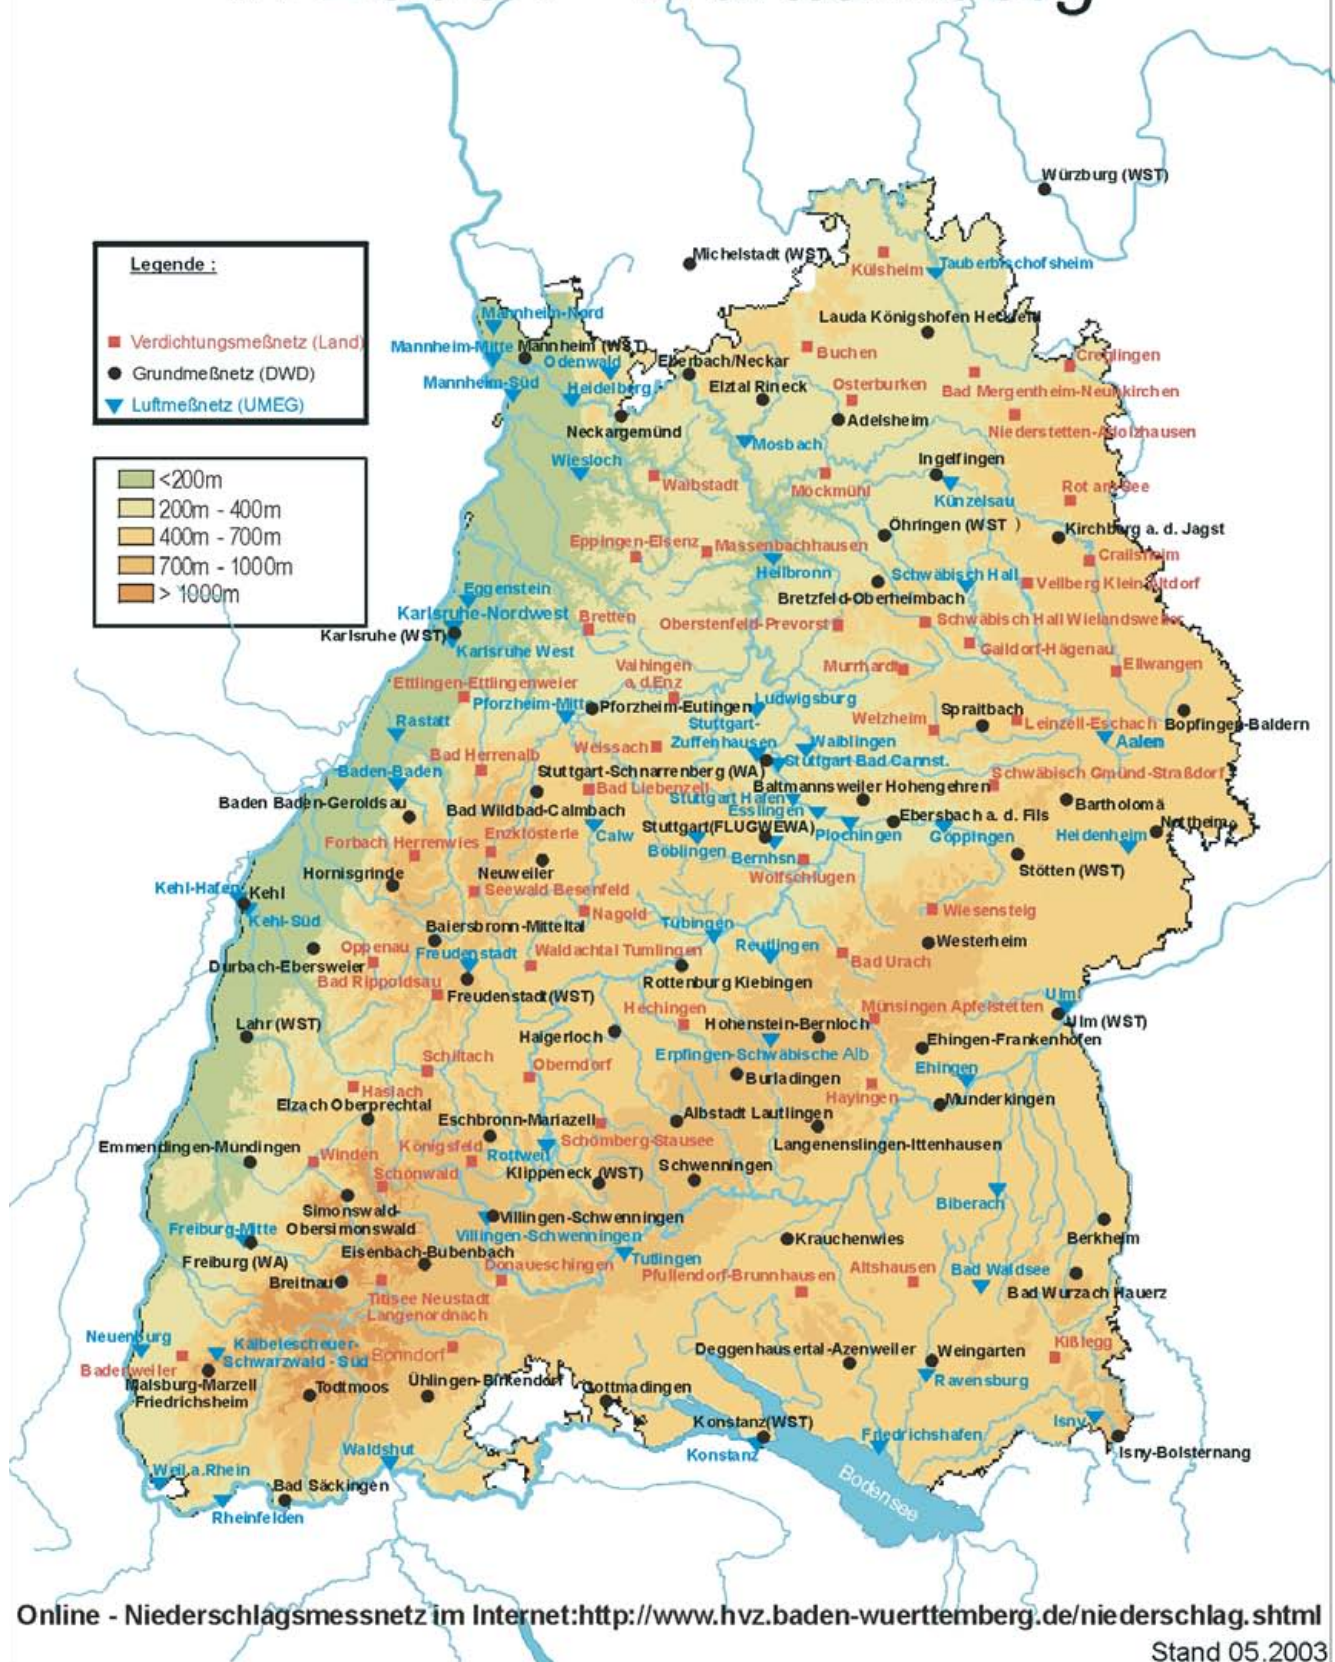 Würzburg (WST)
Michelstadt (WST)
Legende :
Verdichtungsmeßnetz (Land)
Grundmeßnetz (DWD)
Luftmeßnetz (UMEG)
<200m
200m - 400m
400m - 700m
700m - 1000m
> 1000m
Külsheim
Tauberbischofsheim
Mannheim-Nord
Lauda Königshofen Heckfeld
Mannheim-Mitte
Mannheim (WST)
Odenwald
Eberbach/Neckar
Buchen
Creglingen
Mannheim-Süd
Heidelberg
Elztal Rineck
Osterburken
Bad Mergentheim-Neunkirchen
Neckargemünd
Adelsheim
Niederstetten-Adolzhausen
Mosbach
Wiesloch
Ingelfingen
Waibstadt
Möckmühl
Künzelsau
Rot am See
Öhringen (WST )
Kirchberg a. d. Jagst
Eppingen-Elsenz
Massenbachhausen
Crailsheim
Heilbronn
Schwäbisch Hall
Vellberg Klein Altdorf
Eggenstein
Bretzfeld-Oberheimbach
Karlsruhe-Nordwest
Bretten
Oberstenfeld-Prevorst
Schwäbisch Hall Wielandsweiler
Karlsruhe (WST)
Karlsruhe West
Gaildorf-Hägenau
Vaihingen
a.d.Enz
Murrhardt
Ellwangen
Ettlingen-Ettlingenweier
Pforzheim-Mitte
Pforzheim-Eutingen
Ludwigsburg
Rastatt
Stuttgart-
Zuffenhausen
Welzheim
Spraitbach
Leinzell-Eschach
Bopfingen-Baldern
Weissach
Waiblingen
Aalen
Bad Herrenalb
Stuttgart Bad Cannst.
Baden-Baden
Stuttgart-Schnarrenberg (WA)
Schwäbisch Gmünd-Straßdorf
Bad Liebenzell
Baltmannsweiler Hohengehren
Baden Baden-Geroldsau
Bad Wildbad-Calmbach
Stuttgart Hafen
Esslingen
Ebersbach a. d. Fils
Bartholomä
Nattheim
Forbach Herrenwies
Enzklösterle
Calw
Stuttgart(FLUGWEWA)
Plochingen
Göppingen
Heidenheim
Böblingen
Bernhsn.
Hornisgrinde
Neuweiler
Wolfschlugen
Stötten (WST)
Kehl-Hafen
Kehl
Seewald Besenfeld
Kehl-Süd
Nagold
Wiesensteig
Baiersbronn-Mitteltal
Tübingen
Oppenau
Freudenstadt
Waldachtal Tumlingen
Reutlingen
Westerheim
Durbach-Ebersweier
Bad Urach
Bad Rippoldsau
Freudenstadt(WST)
Rottenburg Kiebingen
Ulm
Lahr (WST)
Hechingen
Münsingen Apfelstetten
Ulm (WST)
Haigerloch
Hohenstein-Bernloch
Ehingen-Frankenhofen
Schiltach
Oberndorf
Erpfingen-Schwäbische Alb
Ehingen
Haslach
Burladingen
Hayingen
Munderkingen
Elzach Oberprechtal
Eschbronn-Mariazell
Albstadt Lautlingen
Emmendingen-Mundingen
Königsfeld
Schömberg-Stausee
Langenenslingen-Ittenhausen
Winden
Rottweil
Schonwald
Klippeneck (WST)
Schwenningen
Simonswald-
Obersimonswald
Biberach
Freiburg-Mitte
Villingen-Schwenningen
Villingen-Schwenningen
Krauchenwies
Berkheim
Freiburg (WA)
Eisenbach-Bubenbach
Donaueschingen
Tutlingen
Breitnau
Pfullendorf-Brunnhausen
Altshausen
Bad Waldsee
Titisee Neustadt
Langenordnach
Bad Wurzach Hauerz
Neuenburg
Kälbelescheuer-
Schwarzwald - Süd
Bonndorf
Deggenhausertal-Azenweiler
Weingarten
Kißlegg
Badenweiler
Malsburg-Marzell
Friedrichsheim
Todtmoos
Ühlingen-Birkendorf
Gottmadingen
Ravensburg
Konstanz(WST)
Isny
Waldshut
Konstanz
Friedrichshafen
Isny-Bolsternang
Weil a.Rhein
Bad Säckingen
Bodensee
Rheinfelden
Online - Niederschlagsmessnetz im Internet:http://www.hvz.baden-wuerttemberg.de/niederschlag.shtml
Stand 05.2003